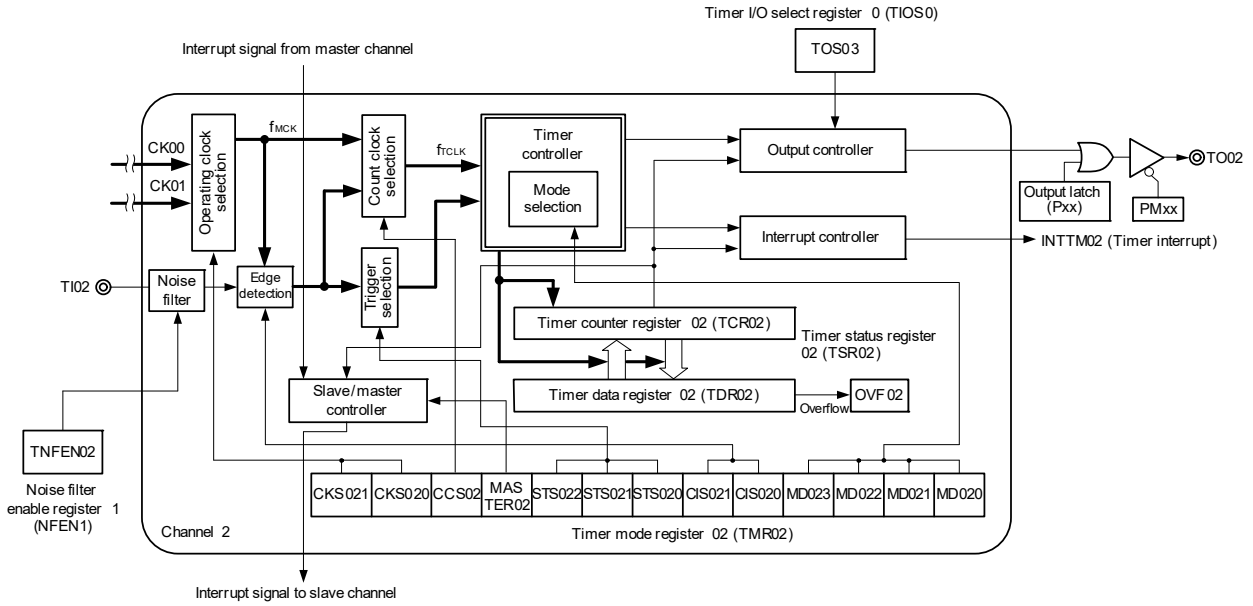 Timer I/O select register 0 (TIOS0)
TOS03
Interrupt signal from master channel
CK00
CK01
Operating clock
selection
fMCK
Count clock
selection
fTCLK
Timer
controller
Mode
selection
Output controller
Output latch
(Pxx)
PMxx
TO02
Interrupt controller
INTTM02 (Timer interrupt)
TI02
Noise
filter
Edge
detection
Trigger
selection
Timer counter register 02 (TCR02)
Timer status register
02 (TSR02)
Slave/master
controller
Timer data register 02 (TDR02)
Overflow
OVF02
TNFEN02
Noise filter
enable register 1
(NFEN1)
CKS021
CKS020
CCS02
MAS
TER02
STS022
STS021
STS020
CIS021
CIS020
MD023
MD022
MD021
MD020
Channel 2
Timer mode register 02 (TMR02)
Interrupt signal to slave channel